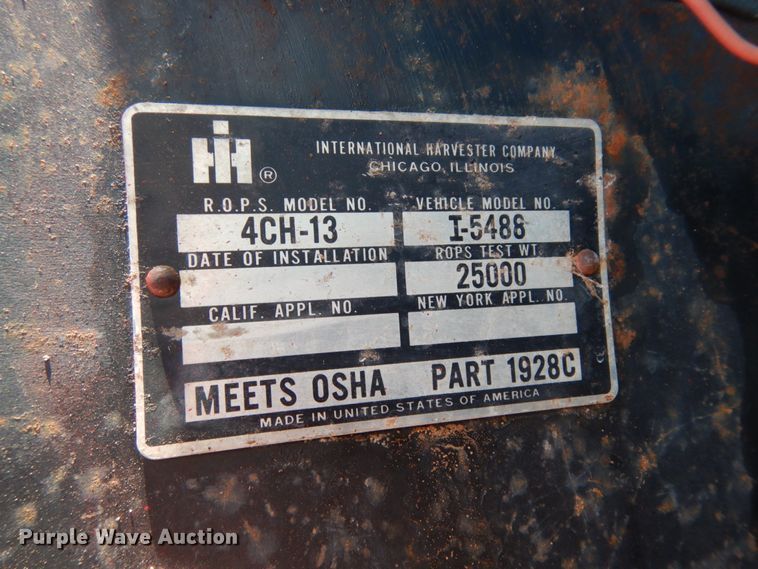 IH ®
INTERNATIONAL HARVESTER COMPANY
CHICAGO, ILLINOIS
R.O.P.S. MODEL NO. VEHICLE MODEL NO.
4CH-13 I-5488
DATE OF INSTALLATION ROPS TEST WT.
25000
CALIF. APPL. NO. NEW YORK APPL. NO.
MEETS OSHA PART 1928C
MADE IN UNITED STATES OF AMERICA
Purple Wave Auction